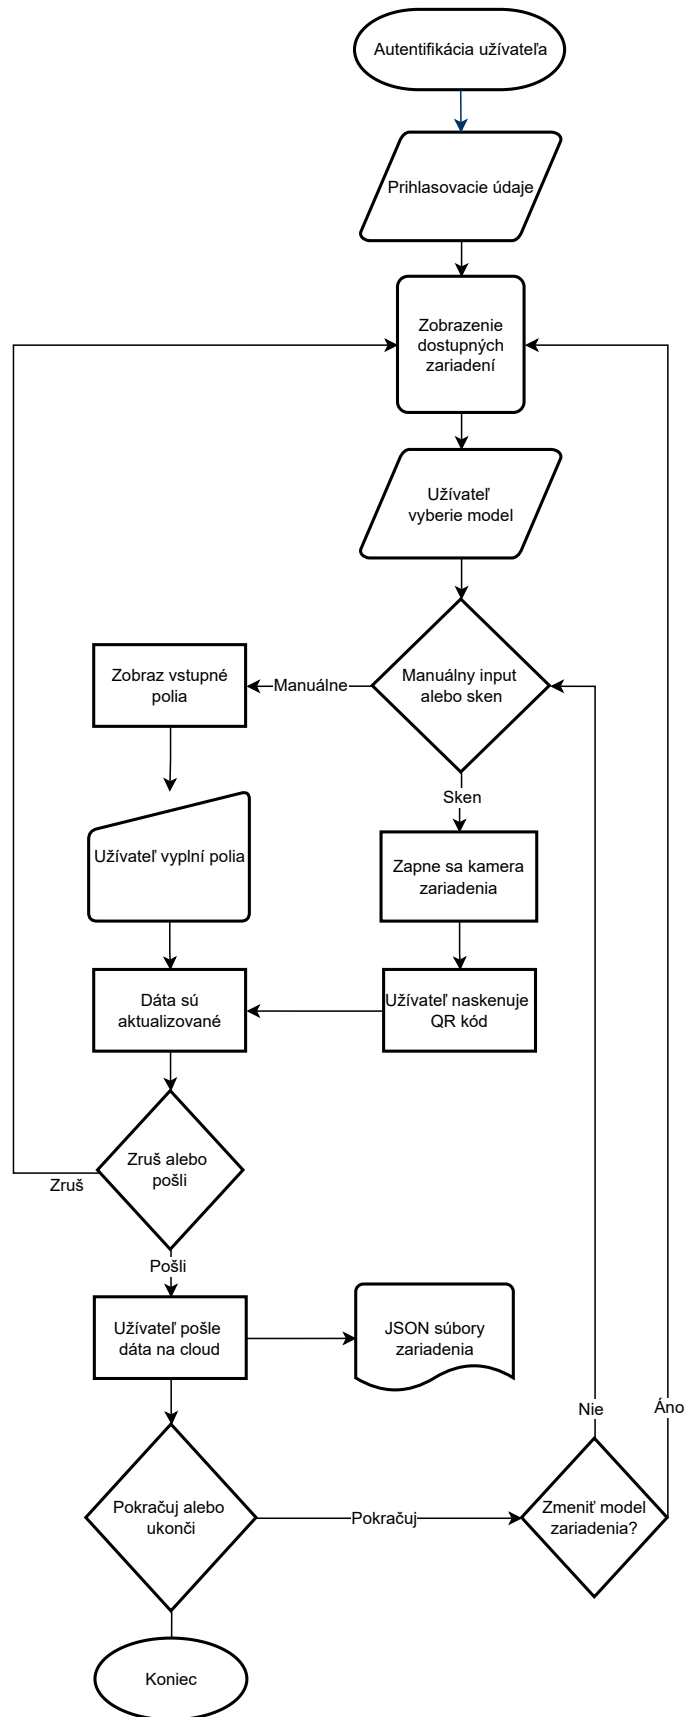 Autentifikácia užívateľa
Prihlasovacie údaje
Zobrazenie
dostupných
zariadení
Užívateľ
vyberie model
Manuálny input
alebo sken
Manuálne
Zobraz vstupné
polia
Sken
Užívateľ vyplní polia
Zapne sa kamera
zariadenia
Dáta sú
aktualizované
Užívateľ naskenuje
QR kód
Zruš alebo
pošli
Zruš
Pošli
Užívateľ pošle
dáta na cloud
JSON súbory
zariadenia
Nie
Áno
Pokračuj alebo
ukonči
Pokračuj
Zmeniť model
zariadenia?
Koniec